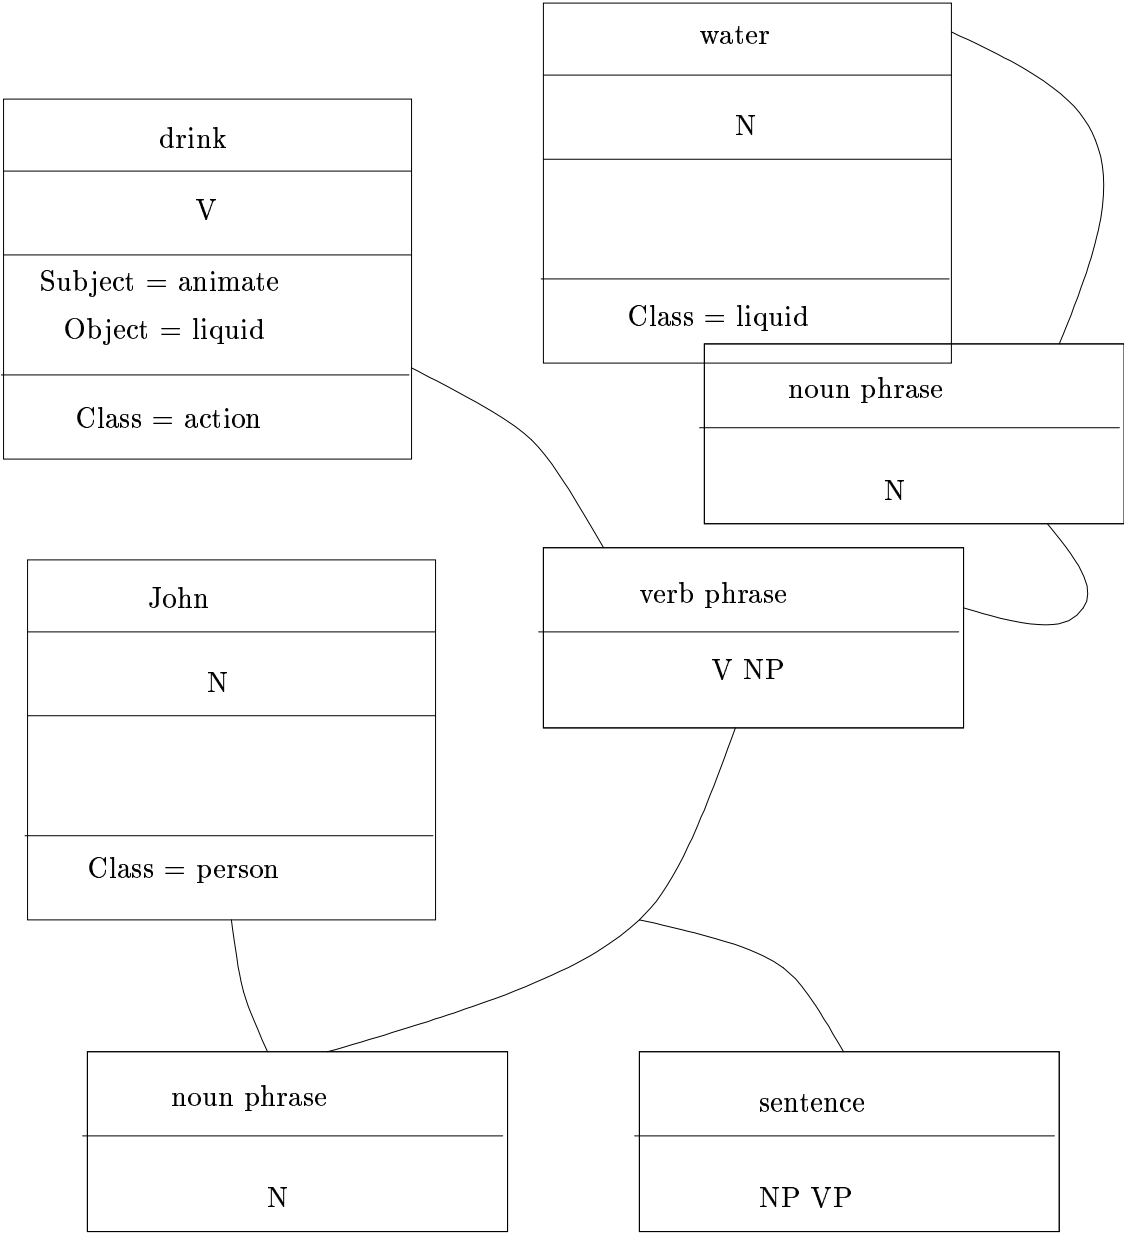 water
N
Class = liquid
drink
V
Subject = animate
Object = liquid
Class = action
noun phrase
N
John
N
Class = person
verb phrase
V NP
noun phrase
N
sentence
NP VP